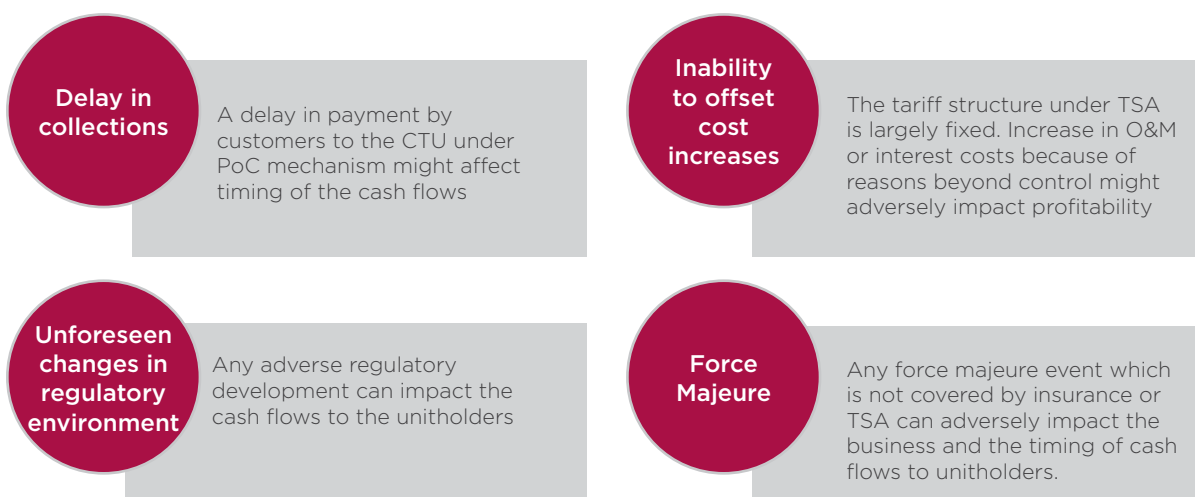 Delay in
collections
A delay in payment by
customers to the CTU under
PoC mechanism might affect
timing of the cash flows
Inability
to offset
cost
increases
The tariff structure under TSA
is largely fixed. Increase in O&M
or interest costs because of
reasons beyond control might
adversely impact profitability
Unforeseen
changes in
regulatory
environment
Any adverse regulatory
development can impact the
cash flows to the unitholders
Force
Majeure
Any force majeure event which
is not covered by insurance or
TSA can adversely impact the
business and the timing of cash
flows to unitholders.